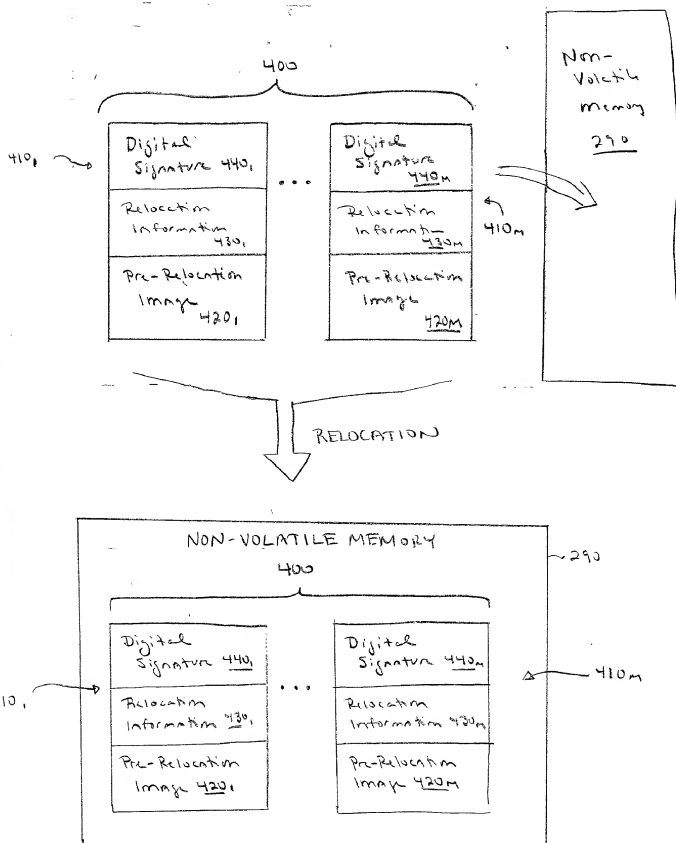 400
Non-
Volatile
Memory
290
410₁
Digital
Signature 440₁
Relocation
Information
430₁
Pre-Relocation
Image
420₁
...
Digital
Signature
440M
Relocation
Information
430M
Pre-Relocation
Image
420M
410M
RELOCATION
NON-VOLATILE MEMORY
290
400
10₁
Digital
Signature 440₁
Relocation
Information 430₁
Pre-Relocation
Image 420₁
...
Digital
Signature 440M
Relocation
Information 430M
Pre-Relocation
Image 420M
410M